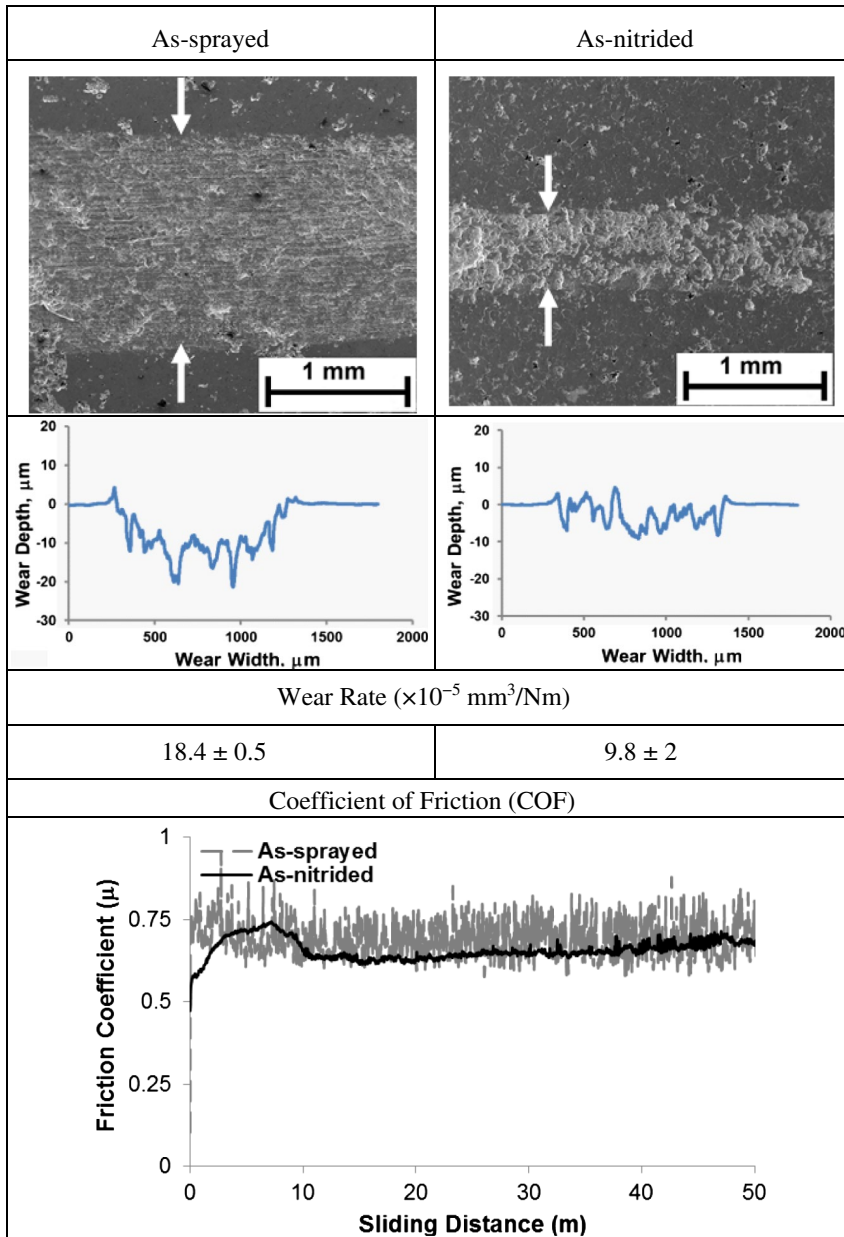 As-sprayed As-nitrided
1 mm 1 mm
20
10
0
-10
-20
-30
Wear Depth, μm
0 500 1000 1500 2000
Wear Width. μm
20
10
0
-10
-20
-30
Wear Depth, μm
0 500 1000 1500 2000
Wear Width. μm
Wear Rate (×10⁻⁵ mm³/Nm)
18.4 ± 0.5 9.8 ± 2
Coefficient of Friction (COF)
1
0.75
0.5
0.25
0
Friction Coefficient (μ)
As-sprayed
As-nitrided
0 10 20 30 40 50
Sliding Distance (m)